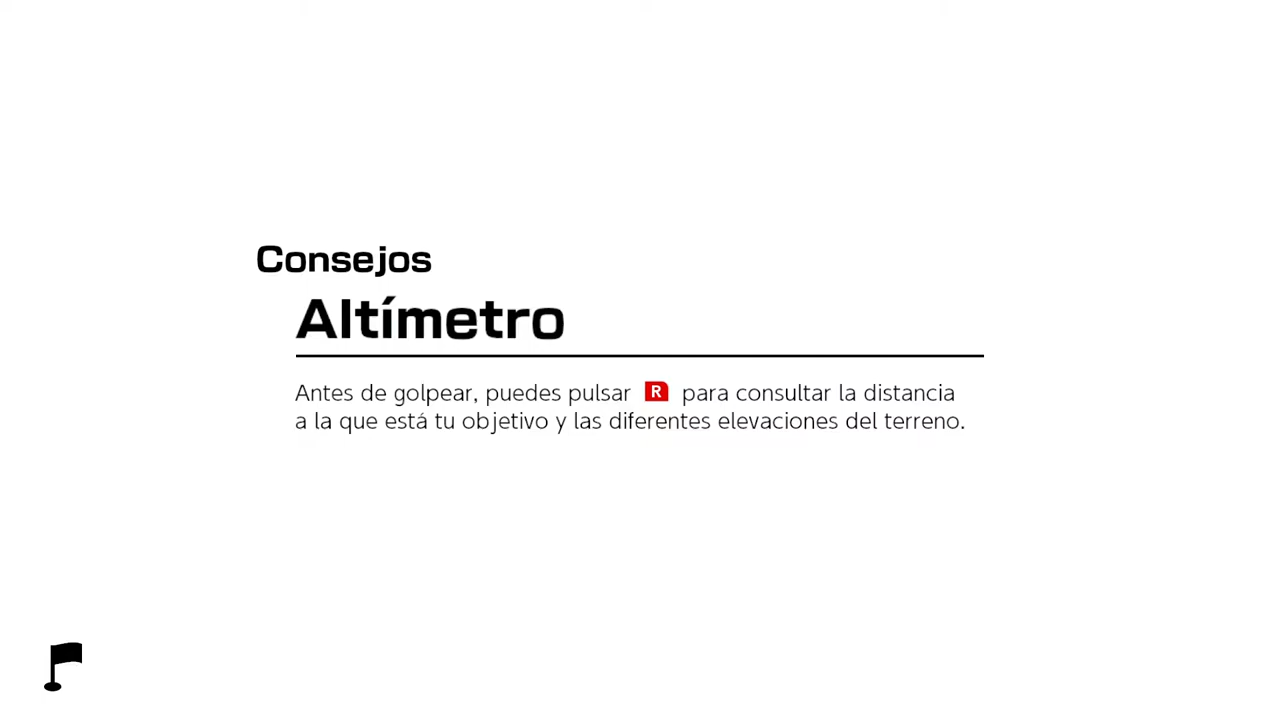 Consejos
Altímetro
Antes de golpear, puedes pulsar R para consultar la distancia
a la que está tu objetivo y las diferentes elevaciones del terreno.